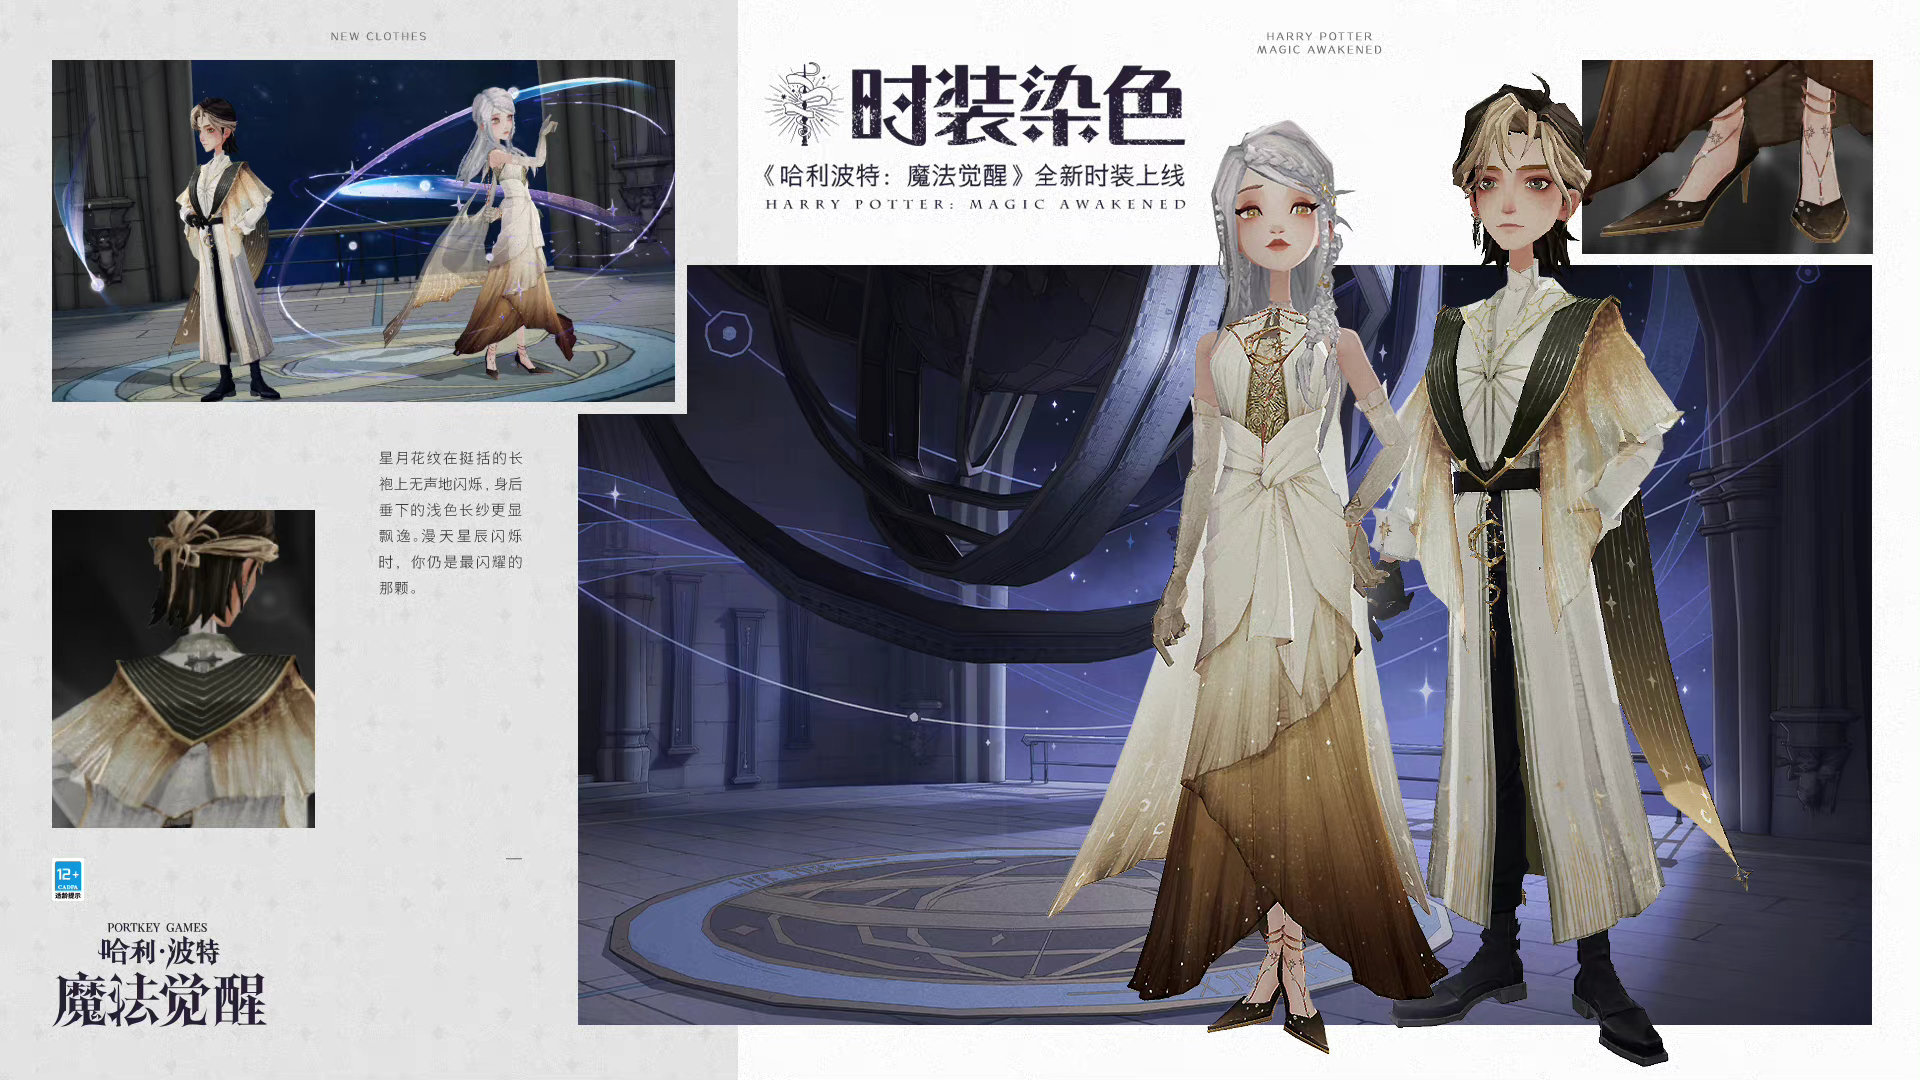 NEW CLOTHES
HARRY POTTER
MAGIC AWAKENED
时装染色
《哈利波特：魔法觉醒》全新时装上线
HARRY POTTER: MAGIC AWAKENED
星月花纹在挺括的长
袍上无声地闪烁，身后
垂下的浅色长纱更显
飘逸。漫天星辰闪烁
时，你仍是最闪耀的
那颗。
12+
CADPA
适龄提示
PORTKEY GAMES
哈利·波特
魔法觉醒